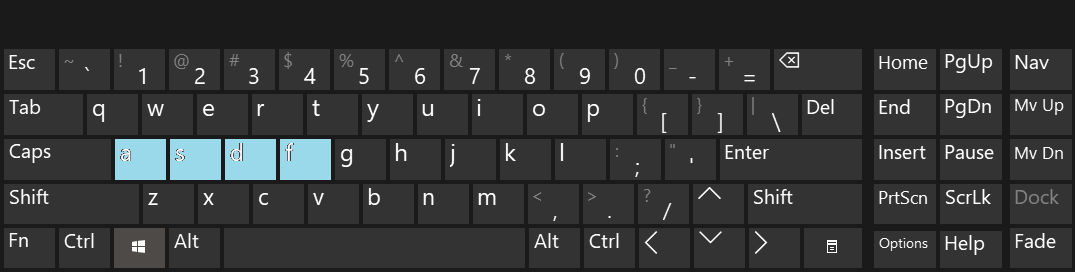 Esc ~ ` ! 1 @ 2 # 3 $ 4 % 5 ^ 6 & 7 * 8 ( 9 ) 0 _ - + = Home PgUp Nav
Tab q w e r t y u i o p { [ } ] | \ Del End PgDn Mv Up
Caps a s d f g h j k l : ; " ' Enter Insert Pause Mv Dn
Shift z x c v b n m < , > . ? / Shift PrtScn ScrLk Dock
Fn Ctrl Alt Alt Ctrl Options Help Fade